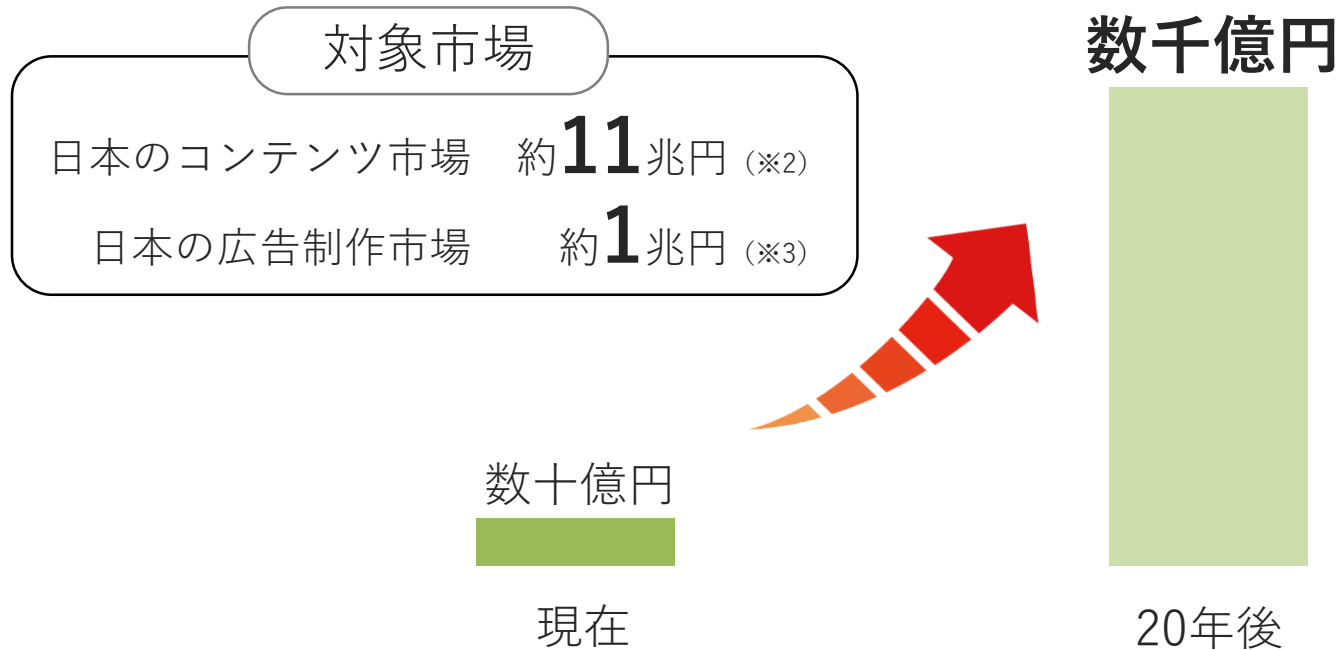 対象市場
日本のコンテンツ市場 約11兆円 (※2)
日本の広告制作市場 約1兆円 (※3)
数千億円
数十億円
現在
20年後